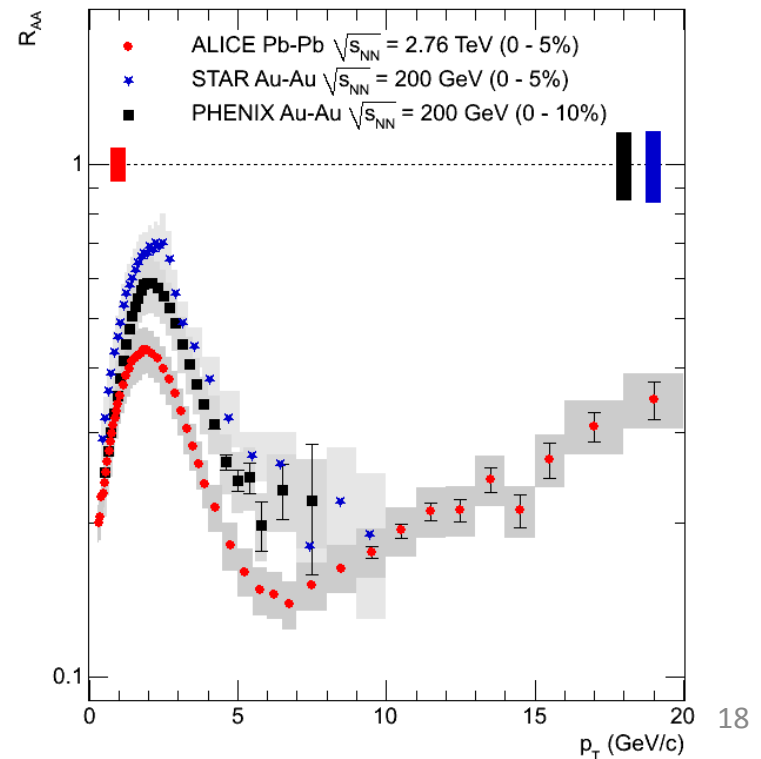 R_AA
ALICE Pb-Pb √s_NN = 2.76 TeV (0 - 5%)
STAR Au-Au √s_NN = 200 GeV (0 - 5%)
PHENIX Au-Au √s_NN = 200 GeV (0 - 10%)
1
0.1
0 5 10 15 20
p_T (GeV/c)
18